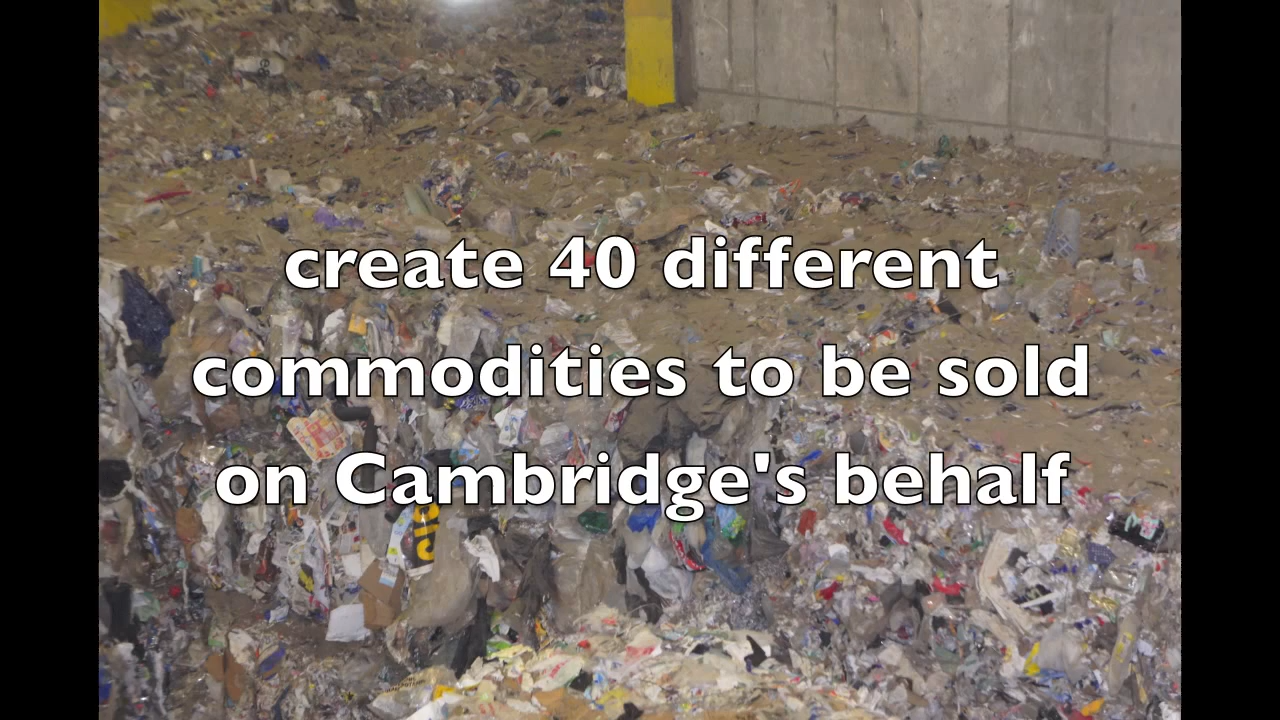 create 40 different
commodities to be sold
on Cambridge's behalf